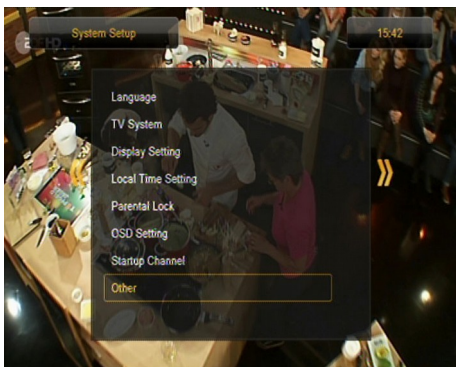 System Setup
15:42
Language
TV System
Display Setting
Local Time Setting
Parental Lock
OSD Setting
Startup Channel
Other